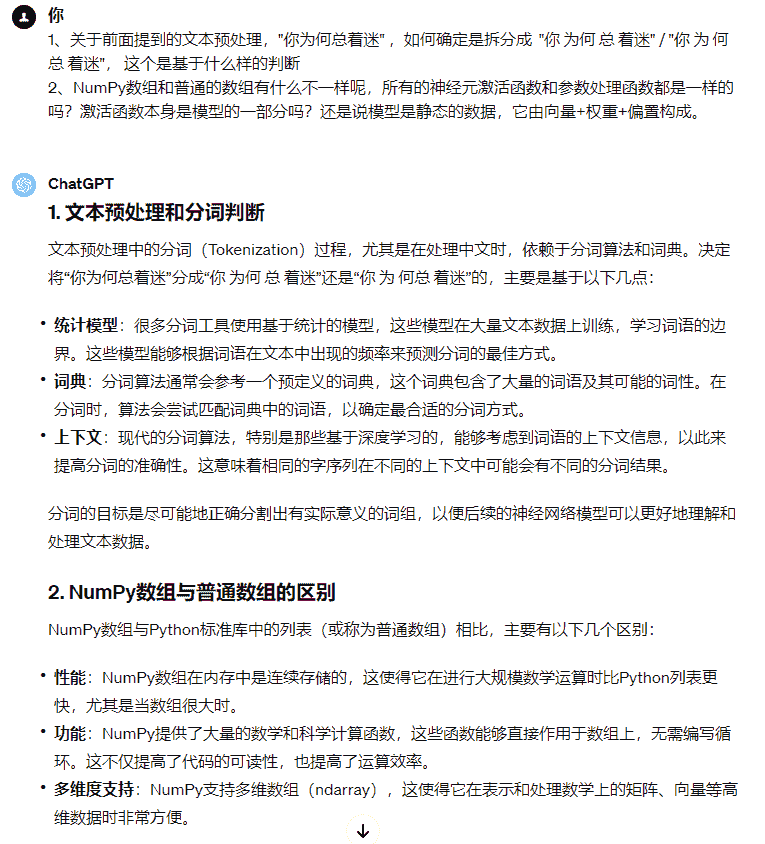 你
1、关于前面提到的文本预处理，"你为何总着迷" ，如何确定是拆分成 "你 为何 总 着迷" / "你 为 何
总 着迷"， 这个是基于什么样的判断
2、NumPy数组和普通的数组有什么不一样呢，所有的神经元激活函数和参数处理函数都是一样的
吗？激活函数本身是模型的一部分吗？还是说模型是静态的数据，它由向量+权重+偏置构成。
ChatGPT
1. 文本预处理和分词判断
文本预处理中的分词（Tokenization）过程，尤其是在处理中文时，依赖于分词算法和词典。决定
将“你为何总着迷”分成“你 为何 总 着迷”还是“你 为 何总 着迷”的，主要是基于以下几点：
• 统计模型：很多分词工具使用基于统计的模型，这些模型在大量文本数据上训练，学习词语的边
界。这些模型能够根据词语在文本中出现的频率来预测分词的最佳方式。
• 词典：分词算法通常会参考一个预定义的词典，这个词典包含了大量的词语及其可能的词性。在
分词时，算法会尝试匹配词典中的词语，以确定最合适的分词方式。
• 上下文：现代的分词算法，特别是那些基于深度学习的，能够考虑到词语的上下文信息，以此来
提高分词的准确性。这意味着相同的字序列在不同的上下文中可能会有不同的分词结果。
分词的目标是尽可能地正确分割出有实际意义的词组，以便后续的神经网络模型可以更好地理解和
处理文本数据。
2. NumPy数组与普通数组的区别
NumPy数组与Python标准库中的列表（或称为普通数组）相比，主要有以下几个区别：
• 性能：NumPy数组在内存中是连续存储的，这使得它在进行大规模数学运算时比Python列表更
快，尤其是当数组很大时。
• 功能：NumPy提供了大量的数学和科学计算函数，这些函数能够直接作用于数组上，无需编写循
环。这不仅提高了代码的可读性，也提高了运算效率。
• 多维度支持：NumPy支持多维数组（ndarray），这使得它在表示和处理数学上的矩阵、向量等高
维数据时非常方便。